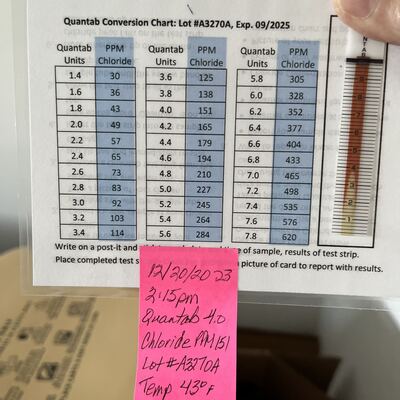 Quantab Conversion Chart: Lot #A3270A, Exp. 09/2025
Quantab Units PPM Chloride Quantab Units PPM Chloride Quantab Units PPM Chloride
1.4 30 3.6 125 5.8 305
1.6 36 3.8 138 6.0 328
1.8 43 4.0 151 6.2 352
2.0 49 4.2 165 6.4 377
2.2 57 4.4 179 6.6 404
2.4 65 4.6 194 6.8 433
2.6 73 4.8 210 7.0 465
2.8 83 5.0 227 7.2 498
3.0 92 5.2 245 7.4 535
3.2 103 5.4 264 7.6 576
3.4 114 5.6 284 7.8 620
Write on a post-it and of sample, results of test strip.
Place completed test picture of card to report with results.
12/20/2023
2:15pm
Quantab 4.0
Chloride PPM 151
Lot #A3270A
Temp 43°F